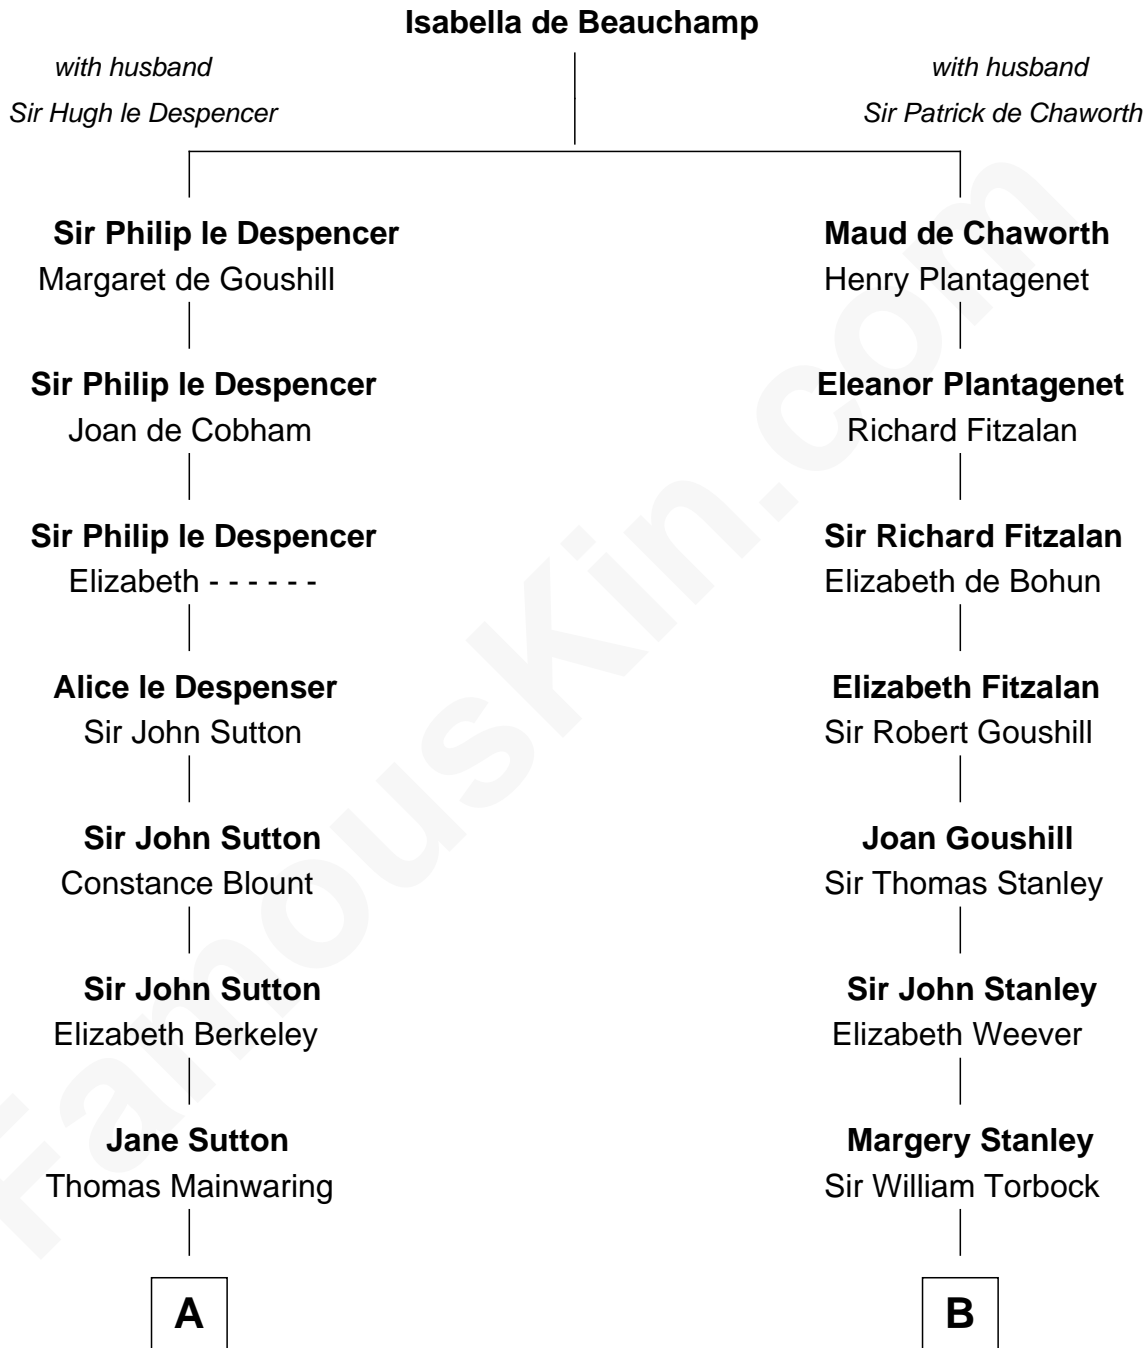 Isabella de Beauchamp
with husband
Sir Hugh le Despencer
with husband
Sir Patrick de Chaworth
Sir Philip le Despencer
Margaret de Goushill
Maud de Chaworth
Henry Plantagenet
Sir Philip le Despencer
Joan de Cobham
Eleanor Plantagenet
Richard Fitzalan
Sir Philip le Despencer
Elizabeth - - - - - -
Sir Richard Fitzalan
Elizabeth de Bohun
Alice le Despenser
Sir John Sutton
Elizabeth Fitzalan
Sir Robert Goushill
Sir John Sutton
Constance Blount
Joan Goushill
Sir Thomas Stanley
Sir John Sutton
Elizabeth Berkeley
Sir John Stanley
Elizabeth Weever
Jane Sutton
Thomas Mainwaring
Margery Stanley
Sir William Torbock
A
B
FamousKin.com